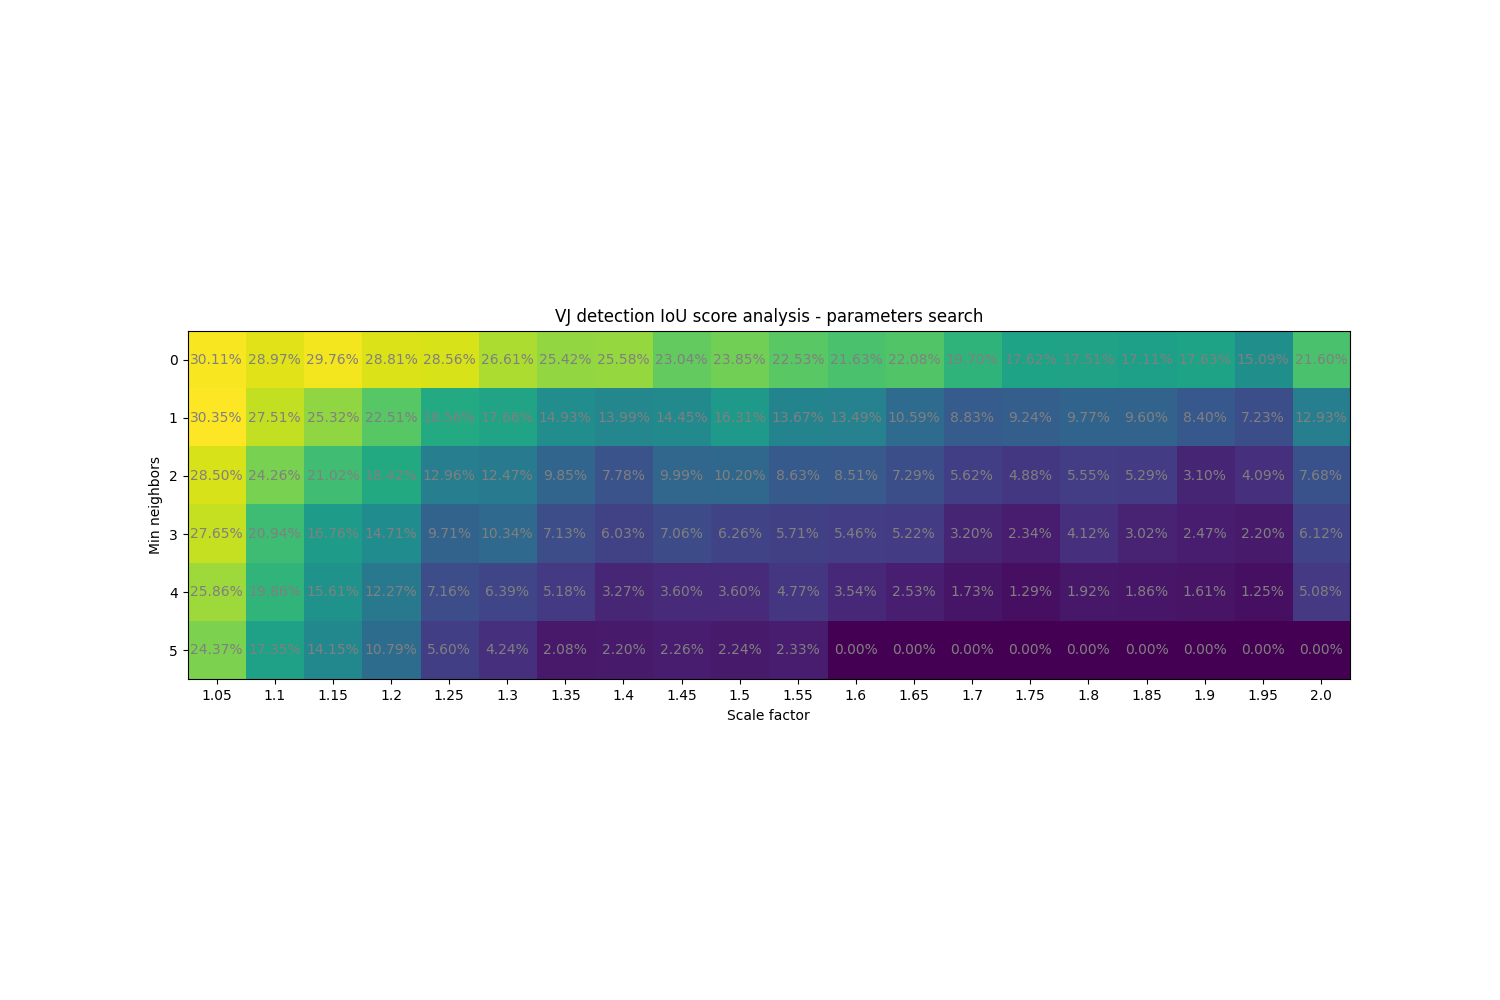 VJ detection IoU score analysis - parameters search
Min neighbors
0 30.11% 28.97% 29.76% 28.81% 28.56% 26.61% 25.42% 25.58% 23.04% 23.85% 22.53% 21.63% 22.08% 17.62% 17.51% 17.11% 17.63% 15.09% 21.60%
1 30.35% 27.51% 25.32% 22.51% 17.66% 14.93% 13.99% 14.45% 16.31% 13.67% 13.49% 10.59% 8.83% 9.24% 9.77% 9.60% 8.40% 7.23% 12.93%
2 28.50% 24.26% 21.02% 12.96% 12.47% 9.85% 7.78% 9.99% 10.20% 8.63% 8.51% 7.29% 5.62% 4.88% 5.55% 5.29% 3.10% 4.09% 7.68%
3 27.65% 20.94% 16.76% 14.71% 9.71% 10.34% 7.13% 6.03% 7.06% 6.26% 5.71% 5.46% 5.22% 3.20% 2.34% 4.12% 3.02% 2.47% 2.20% 6.12%
4 25.86% 15.61% 12.27% 7.16% 6.39% 5.18% 3.27% 3.60% 3.60% 4.77% 3.54% 2.53% 1.73% 1.29% 1.92% 1.86% 1.61% 1.25% 5.08%
5 24.37% 17.35% 14.15% 10.79% 5.60% 4.24% 2.08% 2.20% 2.26% 2.24% 2.33% 0.00% 0.00% 0.00% 0.00% 0.00% 0.00% 0.00% 0.00% 0.00%
1.05 1.1 1.15 1.2 1.25 1.3 1.35 1.4 1.45 1.5 1.55 1.6 1.65 1.7 1.75 1.8 1.85 1.9 1.95 2.0
Scale factor